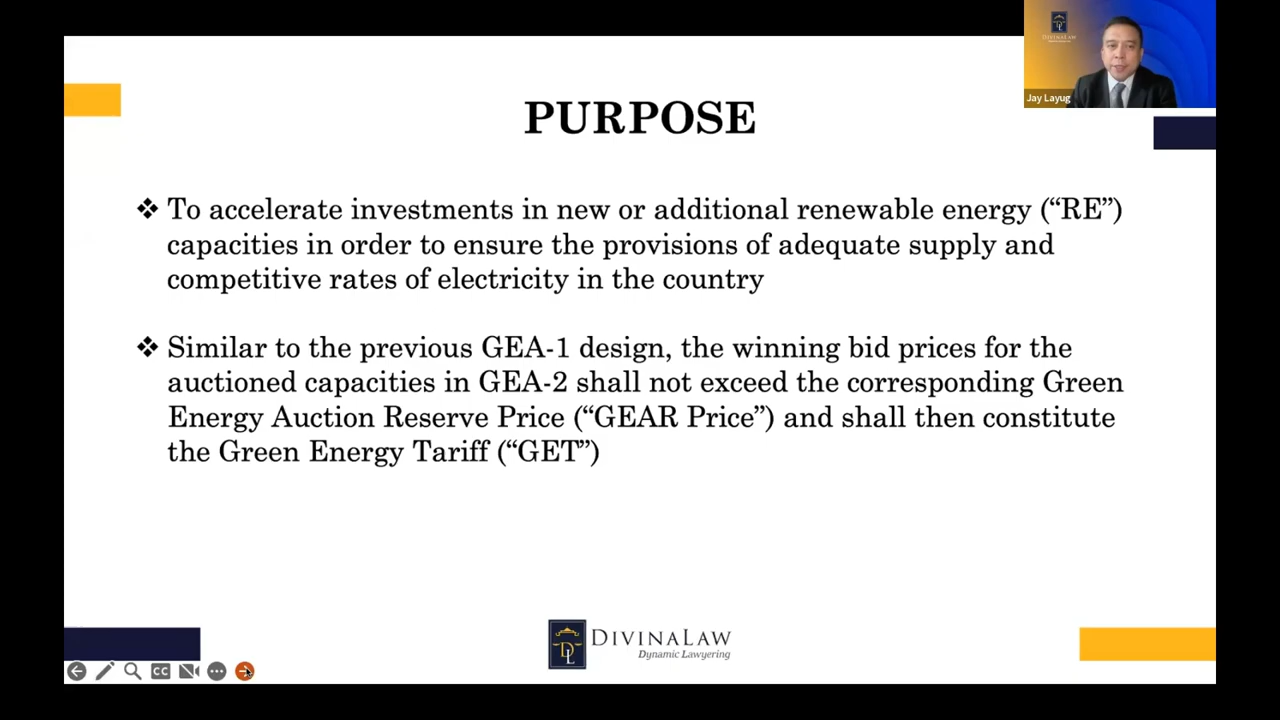 DIVINALAW
Jay Layug
PURPOSE
❖ To accelerate investments in new or additional renewable energy (“RE”)
capacities in order to ensure the provisions of adequate supply and
competitive rates of electricity in the country
❖ Similar to the previous GEA-1 design, the winning bid prices for the
auctioned capacities in GEA-2 shall not exceed the corresponding Green
Energy Auction Reserve Price (“GEAR Price”) and shall then constitute
the Green Energy Tariff (“GET”)
DL
DIVINALAW
Dynamic Lawyering
CC